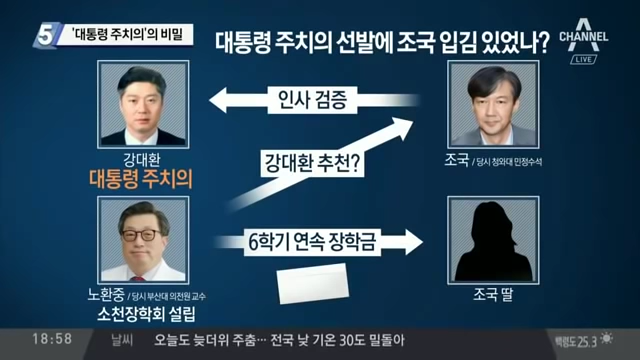 5
'대통령 주치의'의 비밀
대통령 주치의 선발에 조국 입김 있었나?
CHANNEL A
LIVE
인사 검증
강대환
대통령 주치의
강대환 추천?
조국 / 당시 청와대 민정수석
6학기 연속 장학금
노환중 / 당시 부산대 의전원 교수
소천장학회 설립
조국 딸
18:58 날씨 오늘도 늦더위 주춤··· 전국 낮 기온 30도 밑돌아 백령도 25.3